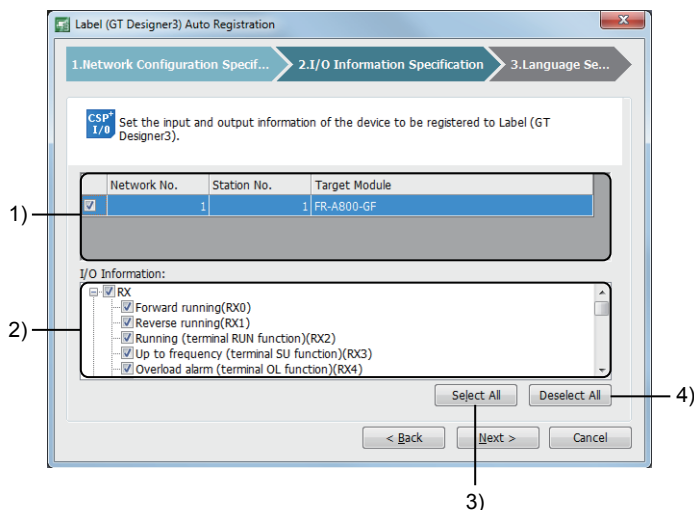 Label (GT Designer3) Auto Registration
1.Network Configuration Specif... 2.I/O Information Specification 3.Language Se...
CSP+
I/O
Set the input and output information of the device to be registered to Label (GT
Designer3).
Network No. Station No. Target Module
1 1 FR-A800-GF
1)
I/O Information:
RX
Forward running(RX0)
Reverse running(RX1)
2)
Running (terminal RUN function)(RX2)
Up to frequency (terminal SU function)(RX3)
Overload alarm (terminal OL function)(RX4)
Select All Deselect All
4)
< Back Next > Cancel
3)